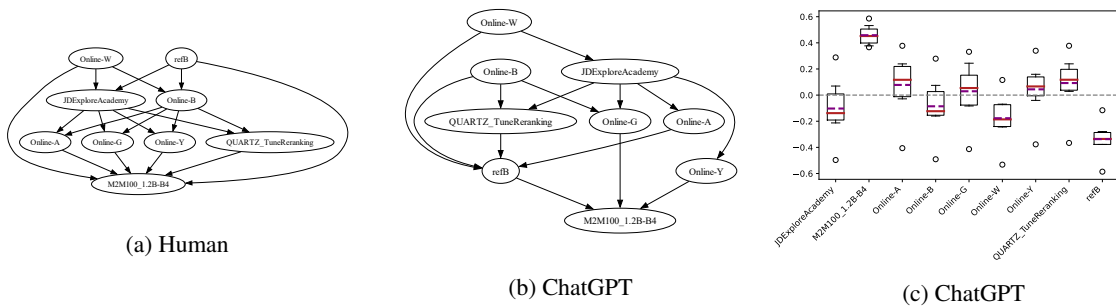 Online-W
refB
JDExploreAcademy
Online-B
Online-A
Online-G
Online-Y
QUARTZ_TuneReranking
M2M100_1.2B-B4
(a) Human
Online-W
Online-B
JDExploreAcademy
QUARTZ_TuneReranking
Online-G
Online-A
refB
Online-Y
M2M100_1.2B-B4
(b) ChatGPT
0.6
0.4
0.2
0.0
−0.2
−0.4
−0.6
JDExploreAcademy
M2M100_1.2B-B4
Online-A
Online-B
Online-G
Online-W
Online-Y
QUARTZ_TuneReranking
refB
(c) ChatGPT